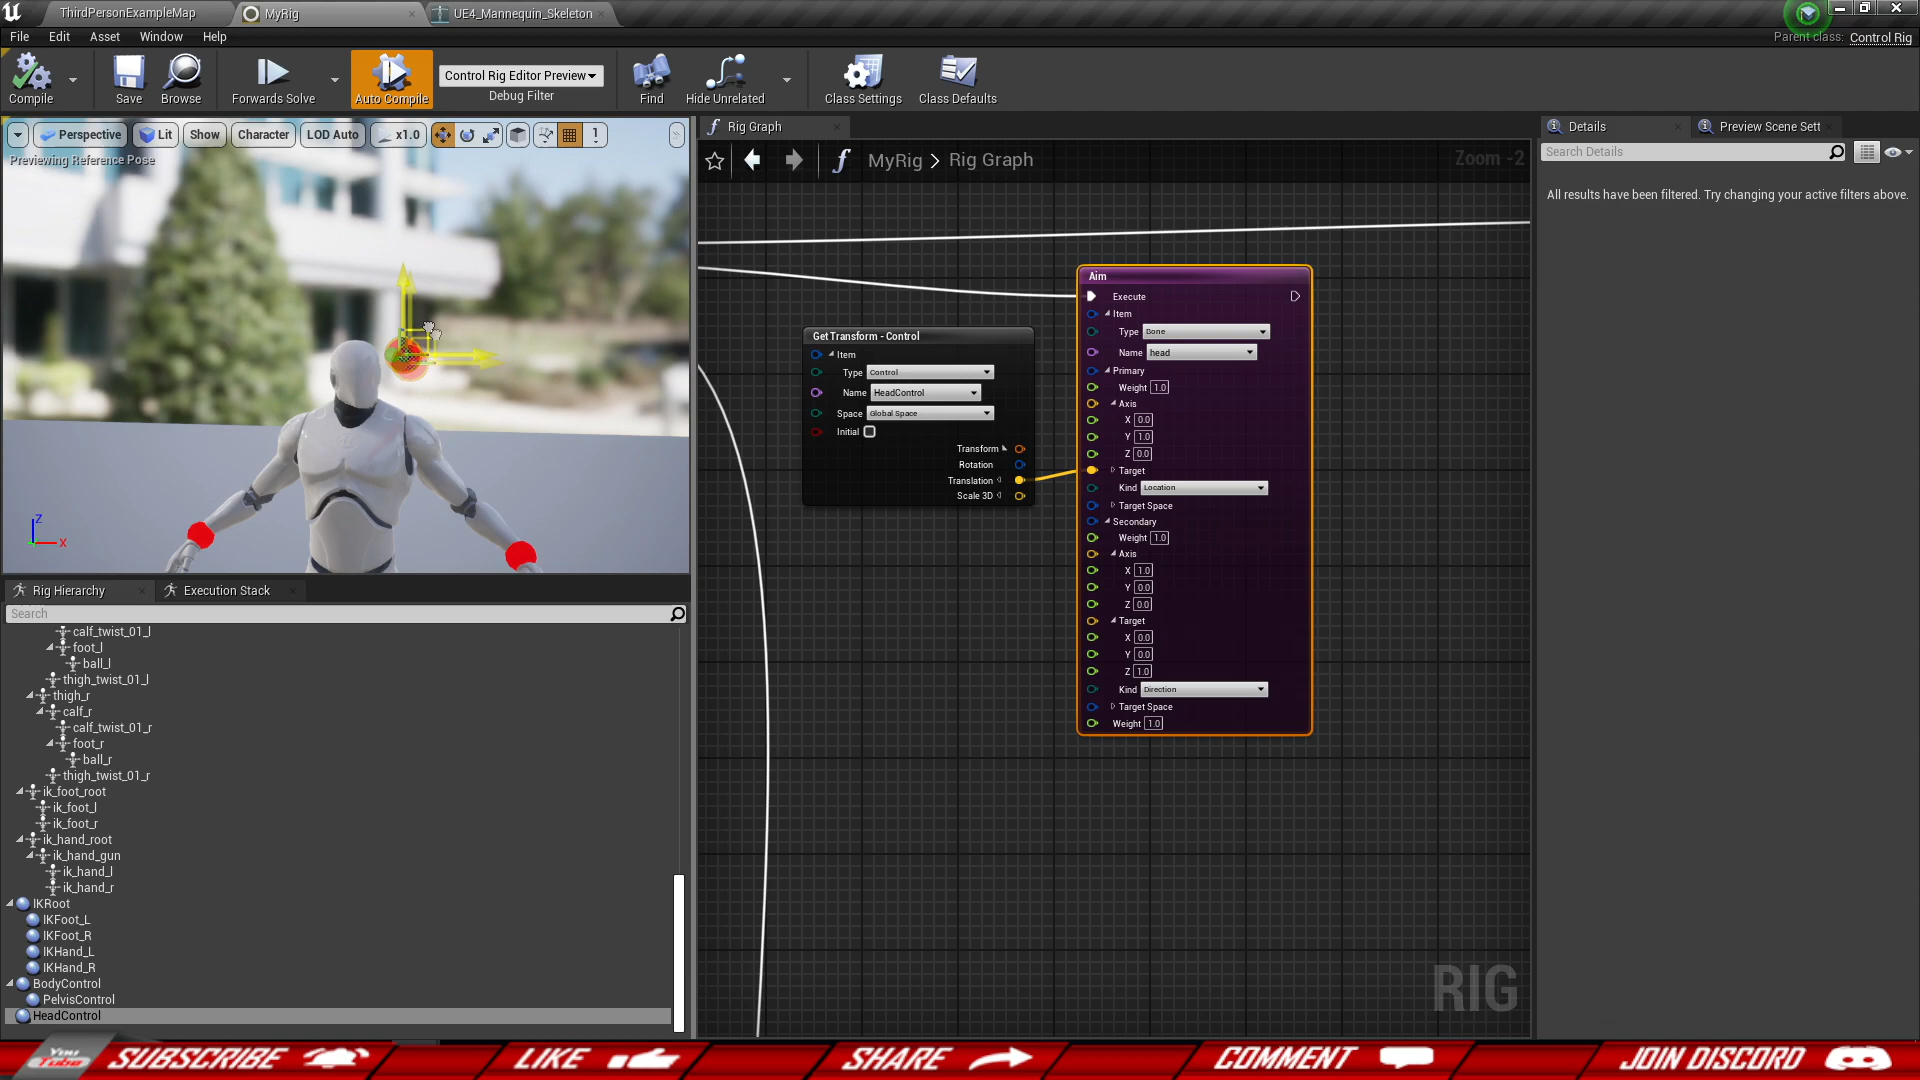 ThirdPersonExampleMap
MyRig
UE4_Mannequin_Skeleton
File
Edit
Asset
Window
Help
Parent class:
Control Rig
Compile
Save
Browse
Forwards Solve
Auto Compile
Control Rig Editor Preview
Debug Filter
Find
Hide Unrelated
Class Settings
Class Defaults
Perspective
Lit
Show
Character
LOD Auto
x1.0
1
Previewing Reference Pose
Z
X
Rig Graph
MyRig > Rig Graph
Zoom -2
Get Transform - Control
Item
Type Control
Name HeadControl
Space Global Space
Initial
Transform
Rotation
Translation
Scale 3D
Aim
Execute
Item
Type Bone
Name head
Primary
Weight 1.0
Axis
X 0.0
Y 1.0
Z 0.0
Target
Kind Location
Target Space
Secondary
Weight 1.0
Axis
X 1.0
Y 0.0
Z 0.0
Target
X 0.0
Y 0.0
Z 1.0
Kind Direction
Target Space
Weight 1.0
RIG
Details
Preview Scene Sett
Search Details
All results have been filtered. Try changing your active filters above.
Rig Hierarchy
Execution Stack
Search
calf_twist_01_l
foot_l
ball_l
thigh_twist_01_l
thigh_r
calf_r
calf_twist_01_r
foot_r
ball_r
thigh_twist_01_r
ik_foot_root
ik_foot_l
ik_foot_r
ik_hand_root
ik_hand_gun
ik_hand_l
ik_hand_r
IKRoot
IKFoot_L
IKFoot_R
IKHand_L
IKHand_R
BodyControl
PelvisControl
HeadControl
You Tube
SUBSCRIBE
LIKE
SHARE
COMMENT
JOIN DISCORD